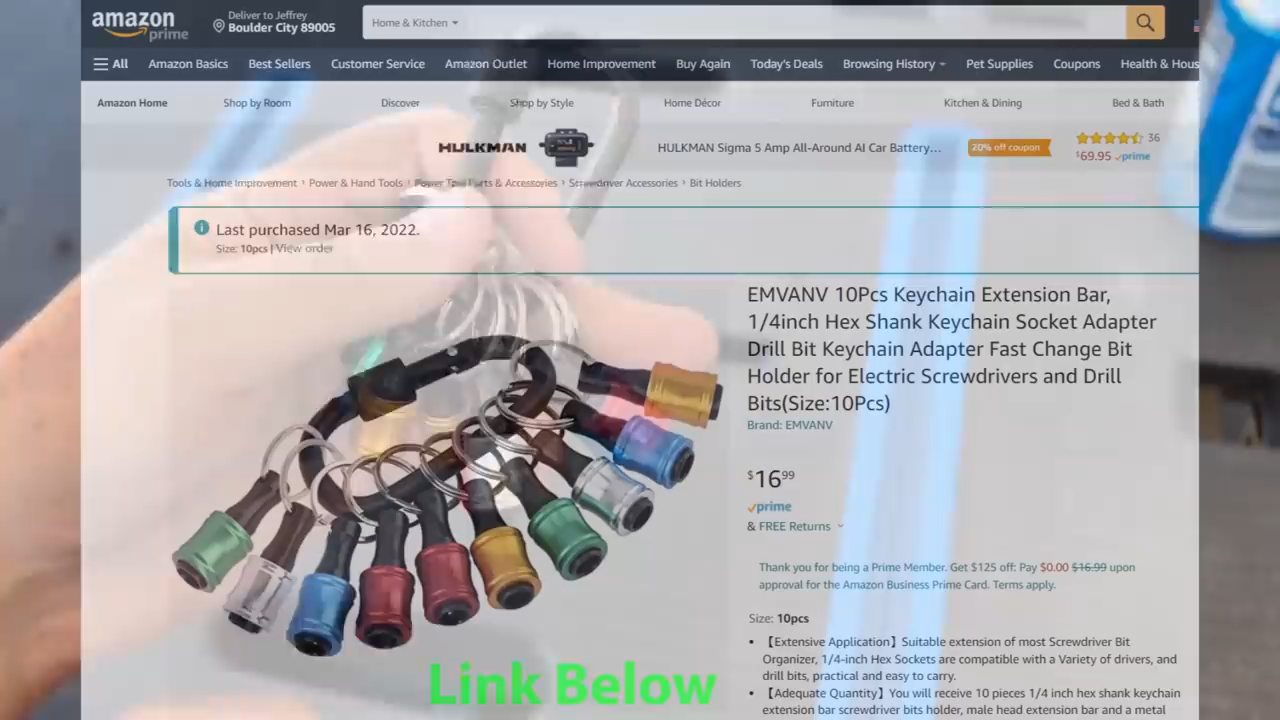 amazon
prime
Deliver to Jeffrey
Boulder City 89005
Home & Kitchen
All Amazon Basics Best Sellers Customer Service Amazon Outlet Home Improvement Buy Again Today's Deals Browsing History Pet Supplies Coupons Health & Hous
Amazon Home Shop by Room Discover Shop by Style Home Décor Furniture Kitchen & Dining Bed & Bath
HULKMAN HULKMAN Sigma 5 Amp All-Around AI Car Battery... 20% off coupon 36
$69.95 prime
Tools & Home Improvement › Power & Hand Tools › Power Tool Parts & Accessories › Screwdriver Accessories › Bit Holders
Last purchased Mar 16, 2022.
Size: 10pcs | View order
EMVANV 10Pcs Keychain Extension Bar,
1/4inch Hex Shank Keychain Socket Adapter
Drill Bit Keychain Adapter Fast Change Bit
Holder for Electric Screwdrivers and Drill
Bits(Size:10Pcs)
Brand: EMVANV
$16 99
prime
& FREE Returns
Thank you for being a Prime Member. Get $125 off: Pay $0.00 $16.99 upon
approval for the Amazon Business Prime Card. Terms apply.
Size: 10pcs
• 【Extensive Application】Suitable extension of most Screwdriver Bit
Organizer, 1/4-inch Hex Sockets are compatible with a Variety of drivers, and
drill bits, practical and easy to carry.
• 【Adequate Quantity】You will receive 10 pieces 1/4 inch hex shank keychain
extension bar screwdriver bits holder, male head extension bar and a metal
Link Below